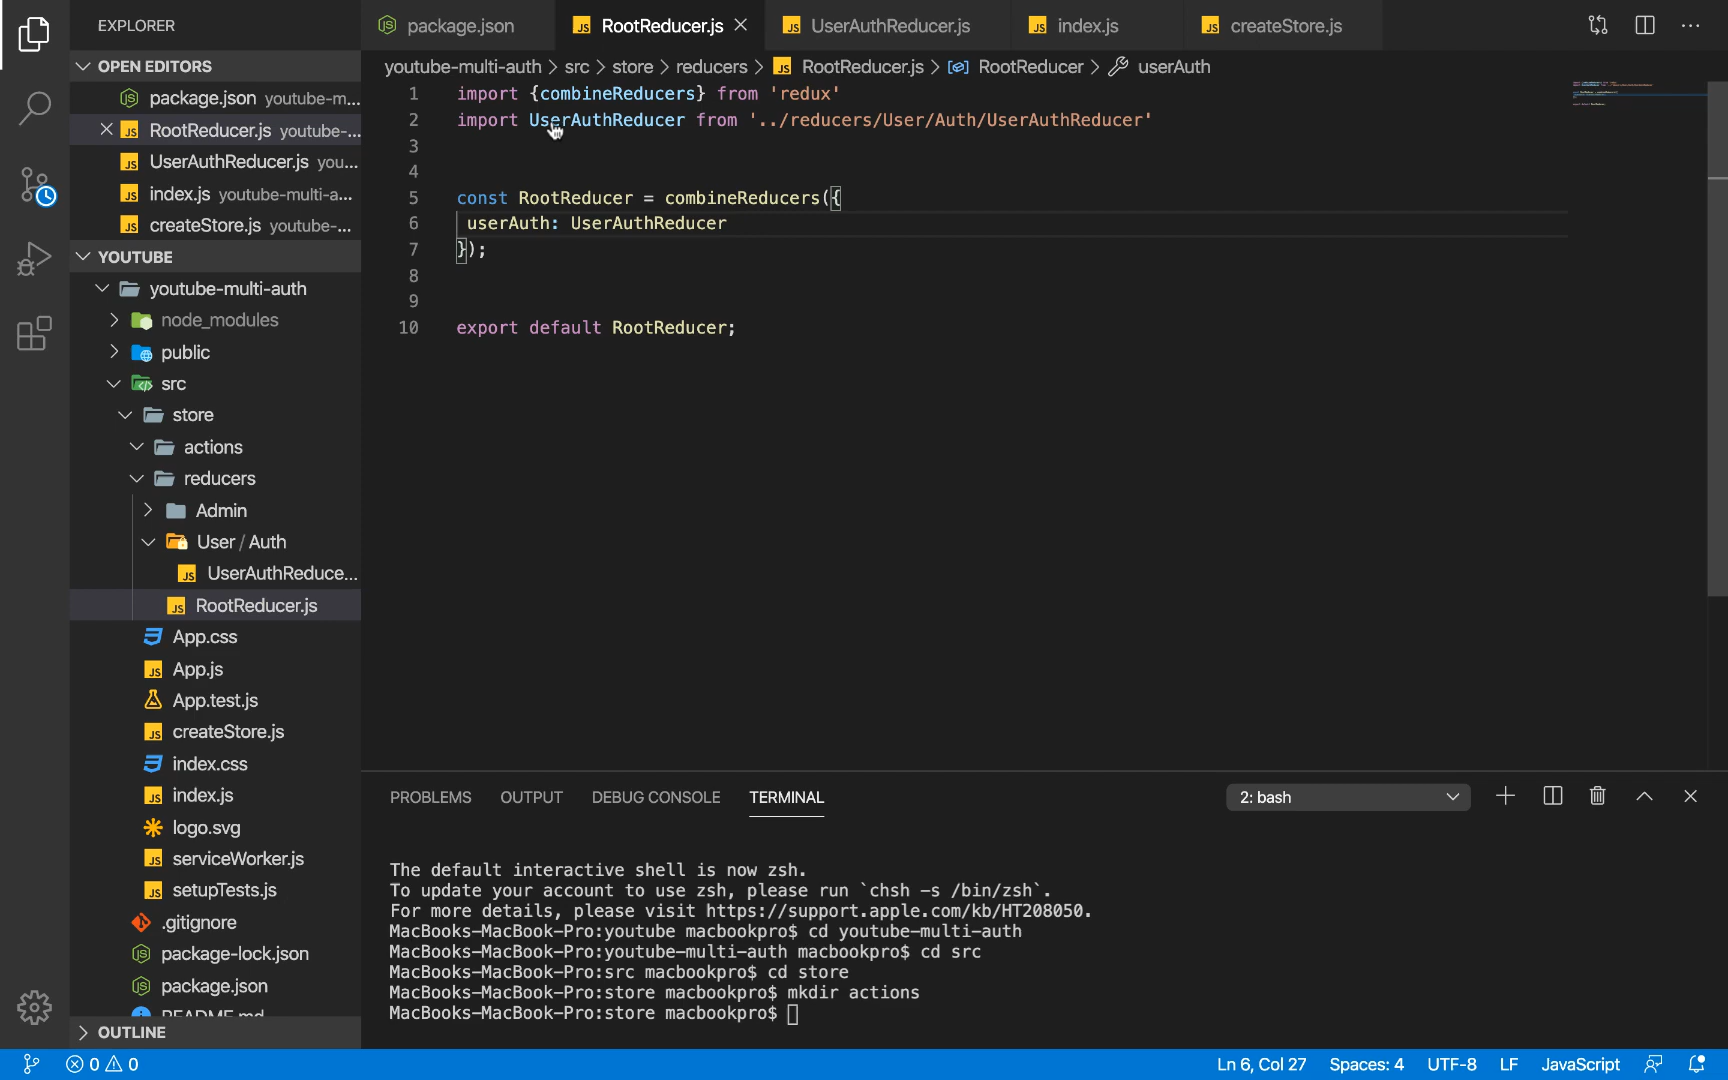 EXPLORER
OPEN EDITORS
package.json youtube-m...
RootReducer.js youtube-...
UserAuthReducer.js you...
index.js youtube-multi-a...
createStore.js youtube-...
YOUTUBE
youtube-multi-auth
node_modules
public
src
store
actions
reducers
Admin
User / Auth
UserAuthReduce...
RootReducer.js
App.css
App.js
App.test.js
createStore.js
index.css
index.js
logo.svg
serviceWorker.js
setupTests.js
.gitignore
package-lock.json
package.json
README.md
OUTLINE
package.json RootReducer.js UserAuthReducer.js index.js createStore.js
youtube-multi-auth > src > store > reducers > RootReducer.js > RootReducer > userAuth
1 import {combineReducers} from 'redux'
2 import UserAuthReducer from '../reducers/User/Auth/UserAuthReducer'
3
4
5 const RootReducer = combineReducers({
6 userAuth: UserAuthReducer
7 });
8
9
10 export default RootReducer;
PROBLEMS OUTPUT DEBUG CONSOLE TERMINAL 2: bash
The default interactive shell is now zsh.
To update your account to use zsh, please run `chsh -s /bin/zsh`.
For more details, please visit https://support.apple.com/kb/HT208050.
MacBooks-MacBook-Pro:youtube macbookpro$ cd youtube-multi-auth
MacBooks-MacBook-Pro:youtube-multi-auth macbookpro$ cd src
MacBooks-MacBook-Pro:src macbookpro$ cd store
MacBooks-MacBook-Pro:store macbookpro$ mkdir actions
MacBooks-MacBook-Pro:store macbookpro$
0 0 Ln 6, Col 27 Spaces: 4 UTF-8 LF JavaScript